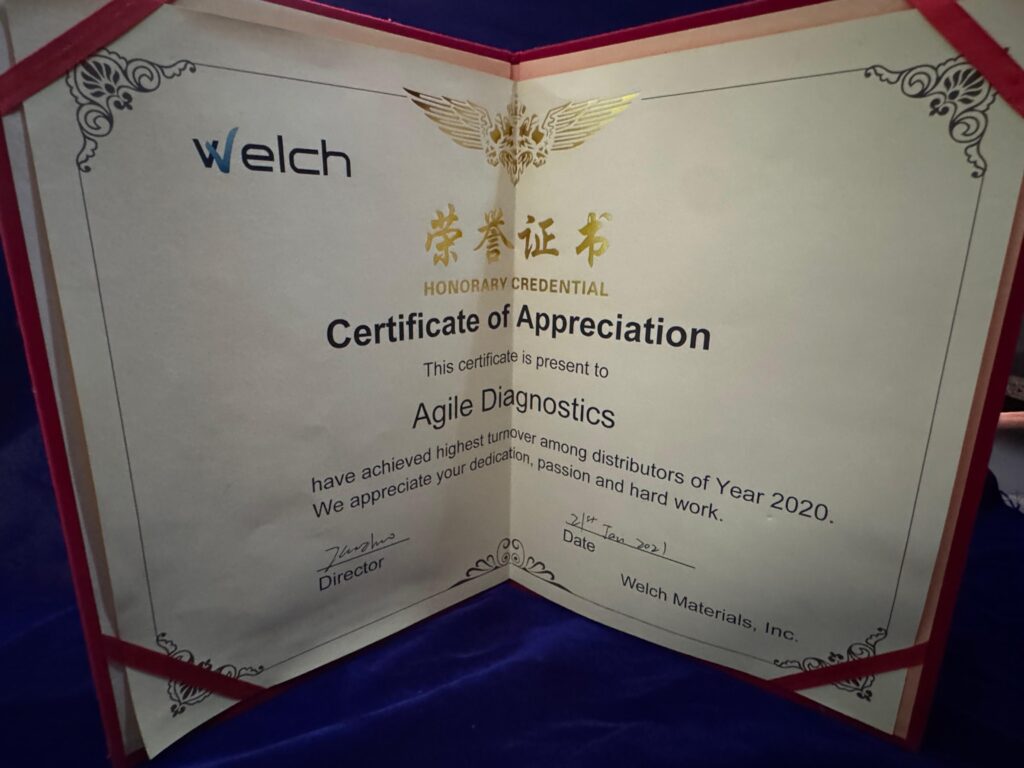 Welch
荣誉证书
HONORARY CREDENTIAL
Certificate of Appreciation
This certificate is present to
Agile Diagnostics
have achieved highest turnover among distributors of Year 2020.
We appreciate your dedication, passion and hard work.
21st Jan 2021
Director
Date
Welch Materials, Inc.